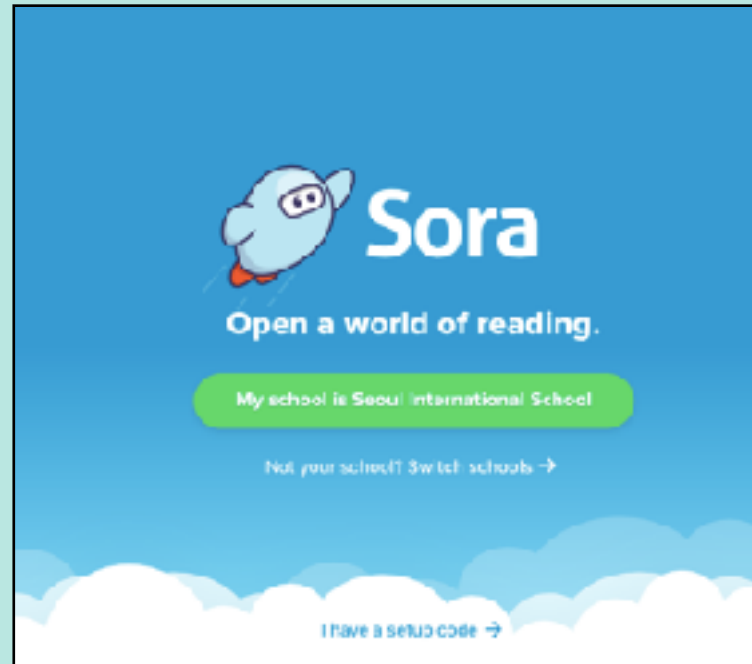 Sora
Open a world of reading.
My school is Seoul International School
Not your school? Switch schools →
I have a setup code →